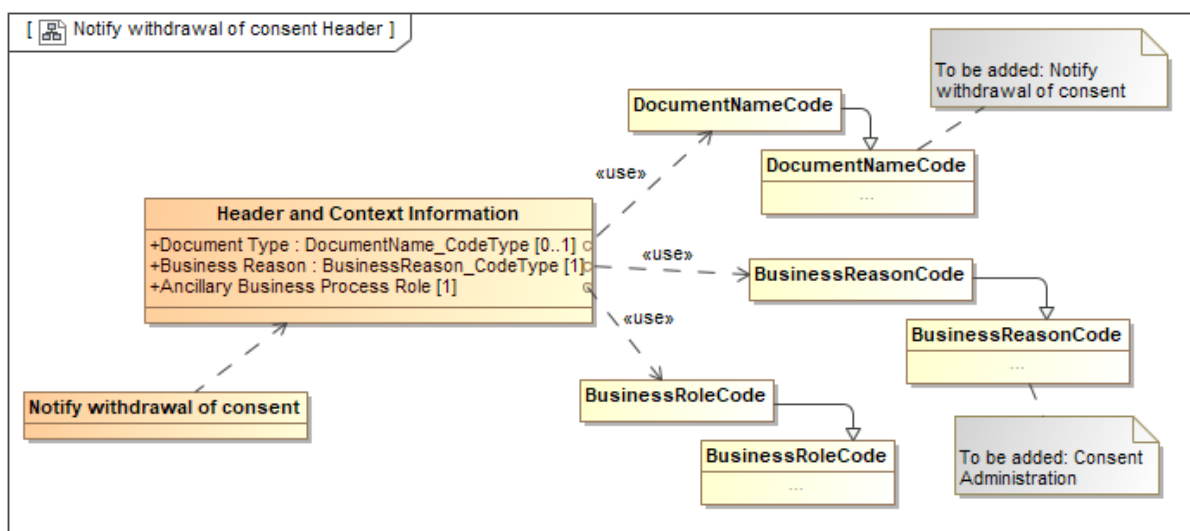 [ Notify withdrawal of consent Header ]
To be added: Notify
withdrawal of consent
DocumentNameCode
DocumentNameCode
...
«use»
Header and Context Information
+Document Type : DocumentName_CodeType [0..1]
+Business Reason : BusinessReason_CodeType [1]
+Ancillary Business Process Role [1]
«use»
BusinessReasonCode
«use»
BusinessReasonCode
...
Notify withdrawal of consent
BusinessRoleCode
BusinessRoleCode
...
To be added: Consent
Administration